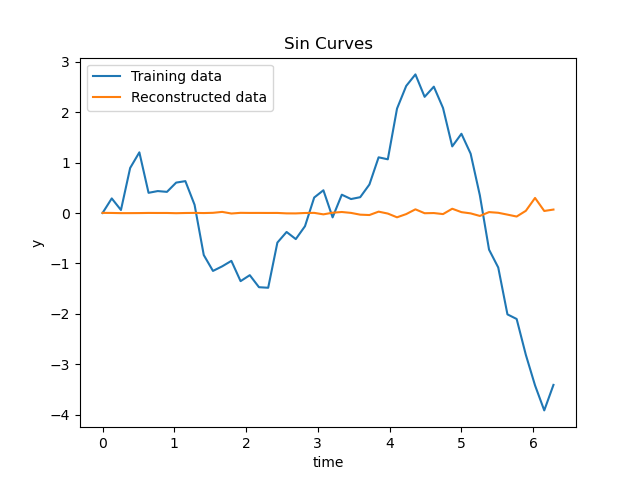 Sin Curves
Training data
Reconstructed data
3
2
1
0
−1
−2
−3
−4
y
0 1 2 3 4 5 6
time